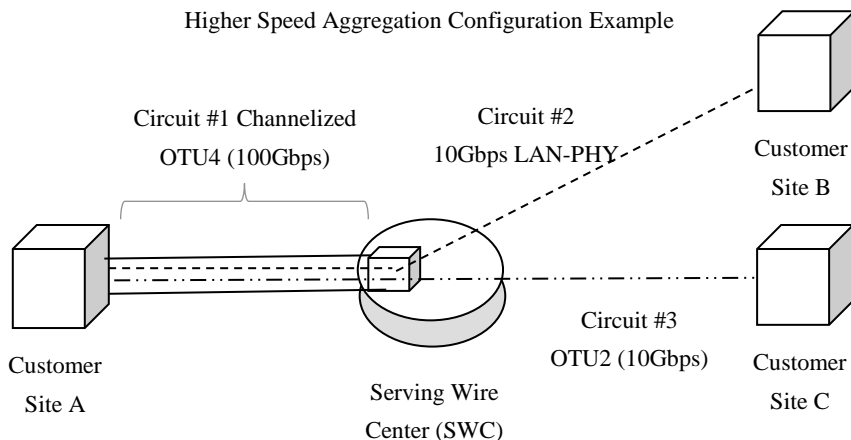 Higher Speed Aggregation Configuration Example
Circuit #1 Channelized
OTU4 (100Gbps)
Circuit #2
10Gbps LAN-PHY
Customer
Site B
Customer
Site A
Serving Wire
Center (SWC)
Circuit #3
OTU2 (10Gbps)
Customer
Site C